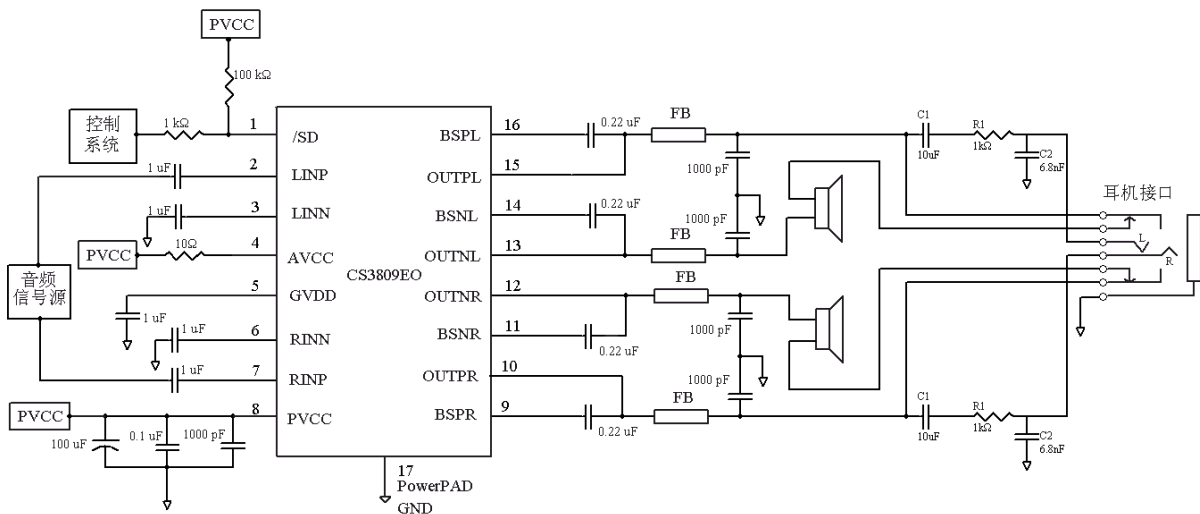 PVCC
100 kΩ
控制
系统
1 kΩ
1
/SD
1 uF
2
LINP
1 uF
3
LINN
PVCC
10Ω
4
AVCC
音频
信号源
5
GVDD
1 uF
6
RINN
1 uF
7
RINP
PVCC
8
PVCC
100 uF
0.1 uF
1000 pF
CS3809EO
17
PowerPAD
GND
16
BSPL
0.22 uF
FB
15
OUTPL
1000 pF
14
BSNL
0.22 uF
1000 pF
13
OUTNL
FB
12
OUTNR
FB
11
BSNR
0.22 uF
1000 pF
10
OUTPR
1000 pF
9
BSPR
0.22 uF
FB
C1
10uF
R1
1kΩ
C2
6.8nF
耳机接口
L
R
C1
10uF
R1
1kΩ
C2
6.8nF